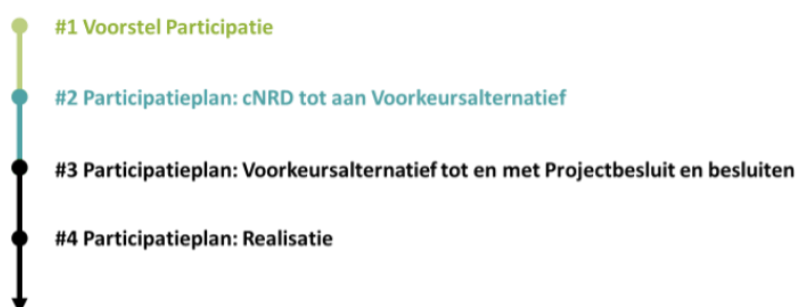 #1 Voorstel Participatie
#2 Participatieplan: cNRD tot aan Voorkeursalternatief
#3 Participatieplan: Voorkeursalternatief tot en met Projectbesluit en besluiten
#4 Participatieplan: Realisatie